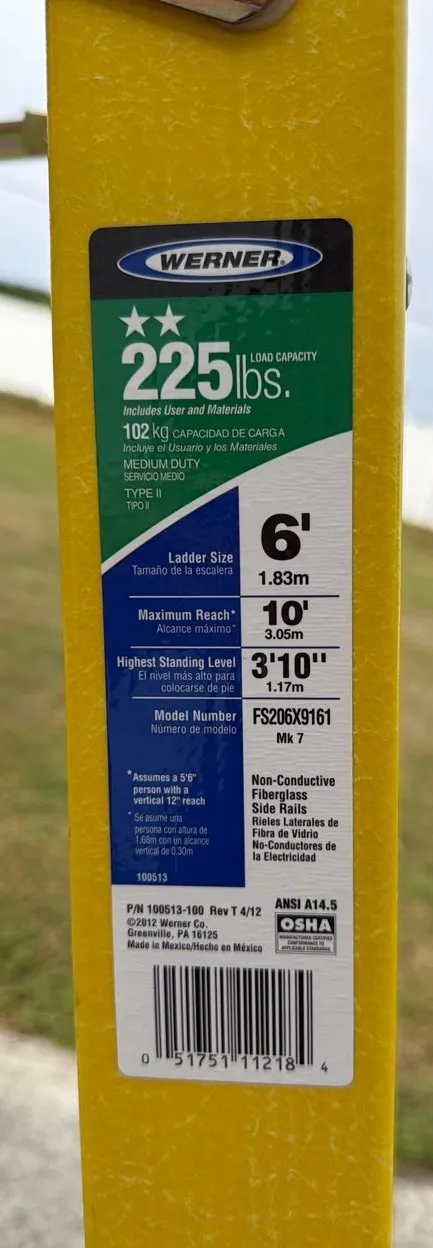 WERNER®
225lbs. LOAD CAPACITY
Includes User and Materials
102 kg CAPACIDAD DE CARGA
Incluye el Usuario y los Materiales
MEDIUM DUTY
SERVICIO MEDIO
TYPE II
TIPO II
Ladder Size
Tamaño de la escalera
6'
1.83m
Maximum Reach*
Alcance máximo*
10'
3.05m
Highest Standing Level
El nivel más alto para
colocarse de pie
3'10"
1.17m
Model Number
Número de modelo
FS206X9161
Mk 7
*Assumes a 5'6"
person with a
vertical 12" reach
* Se asume una
persona con altura de
1.68m con un alcance
vertical de 0.30m
100513
Non-Conductive
Fiberglass
Side Rails
Rieles Laterales de
Fibra de Vidrio
No-Conductores de
la Electricidad
P/N 100513-100 Rev T 4/12
©2012 Werner Co.
Greenville, PA 16125
Made in Mexico/Hecho en México
ANSI A14.5
OSHA
MANUFACTURER CERTIFIES
CONFORMANCE TO
APPLICABLE STANDARDS
0 51751 11218 4